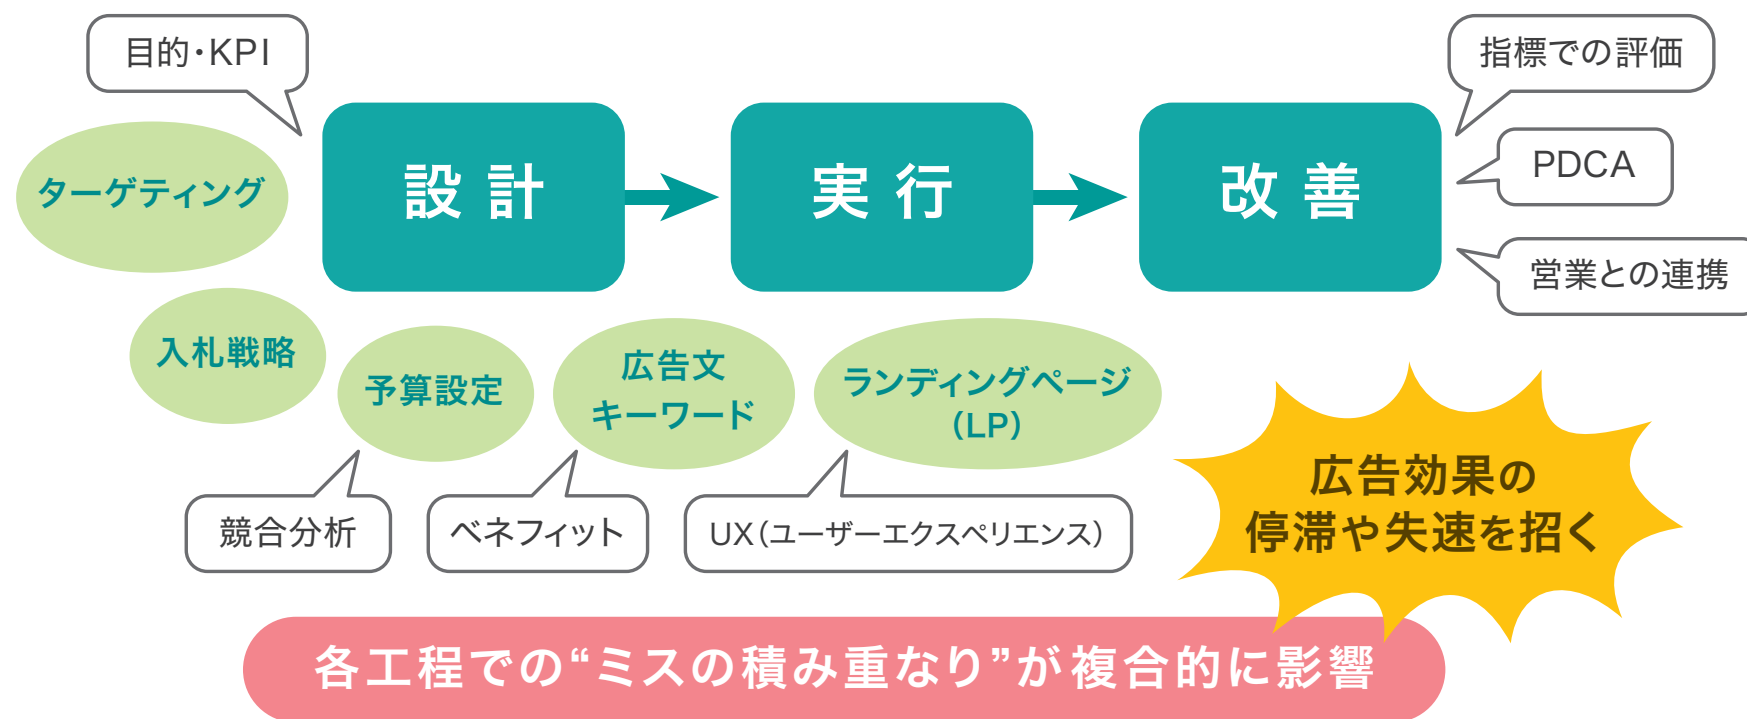 目的・KPI
指標での評価
ターゲティング
設計
実行
改善
PDCA
営業との連携
入札戦略
予算設定
広告文
キーワード
ランディングページ
（LP）
競合分析
ベネフィット
UX（ユーザーエクスペリエンス）
広告効果の
停滞や失速を招く
各工程での“ミスの積み重なり”が複合的に影響